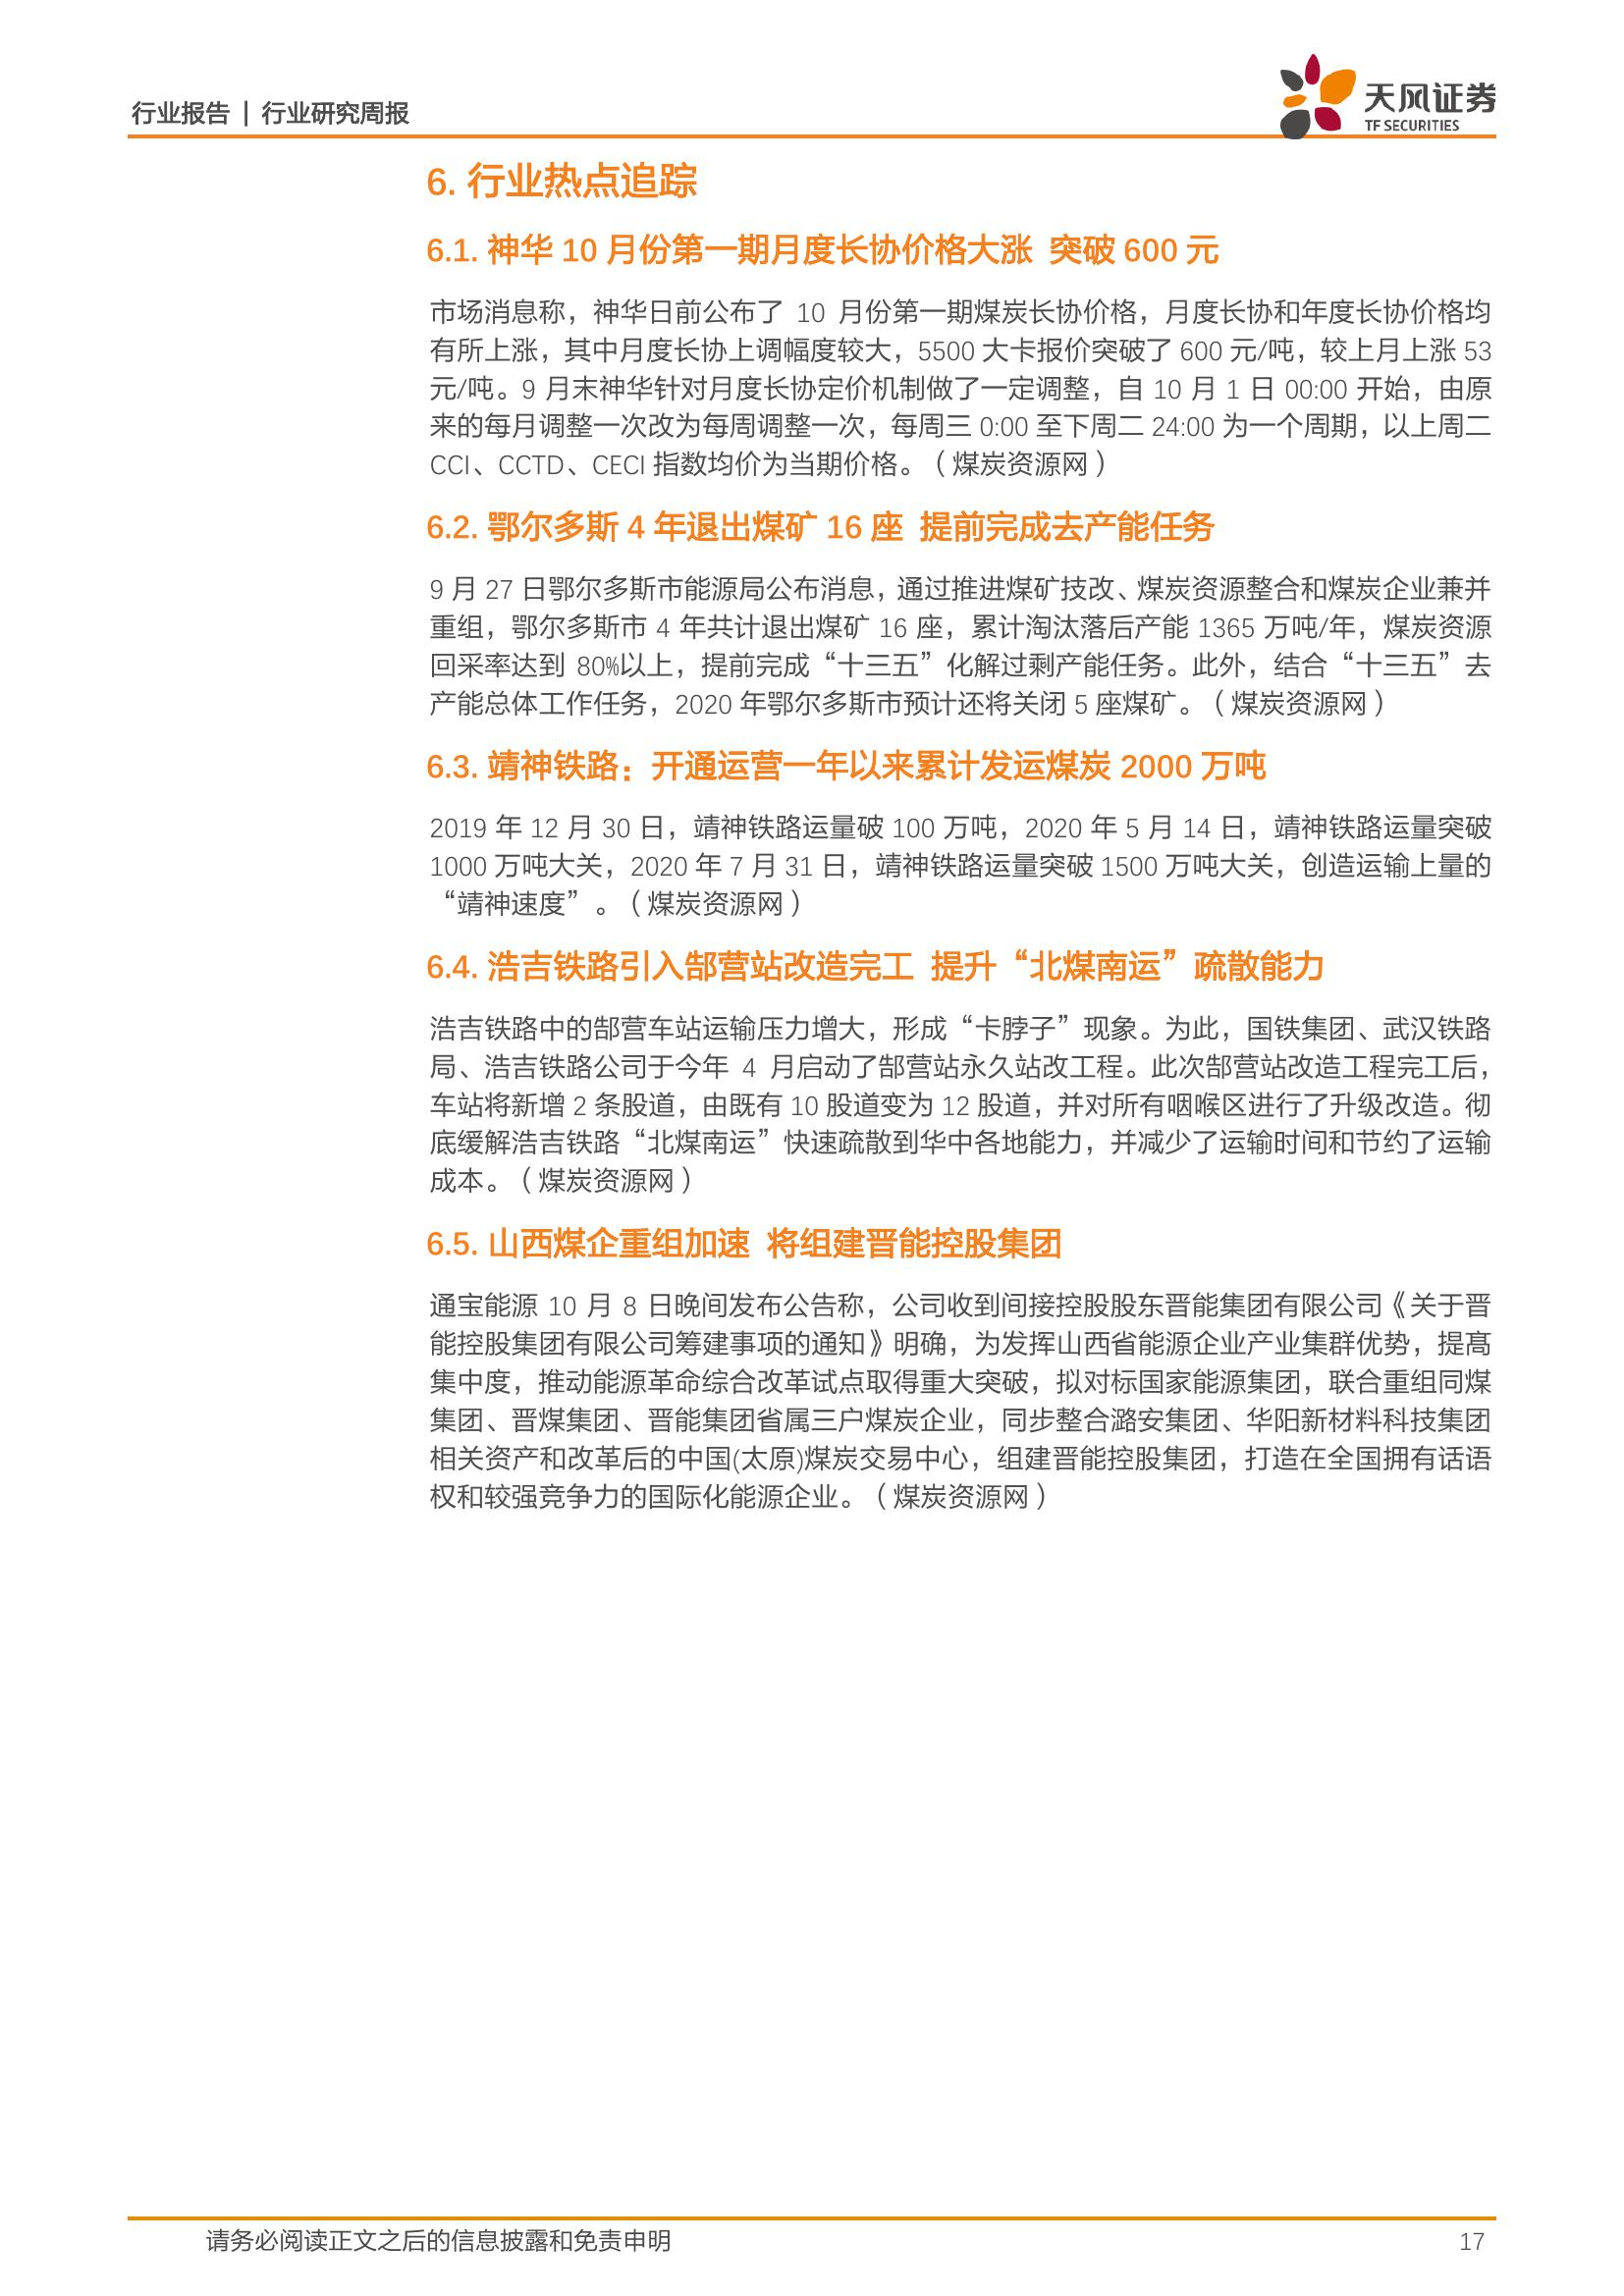 行业报告 | 行业研究周报
天风证券
TF SECURITIES
6. 行业热点追踪
6.1. 神华 10 月份第一期月度长协价格大涨 突破 600 元
市场消息称，神华日前公布了 10 月份第一期煤炭长协价格，月度长协和年度长协价格均
有所上涨，其中月度长协上调幅度较大，5500 大卡报价突破了 600 元/吨，较上月上涨 53
元/吨。9 月末神华针对月度长协定价机制做了一定调整，自 10 月 1 日 00:00 开始，由原
来的每月调整一次改为每周调整一次，每周三 0:00 至下周二 24:00 为一个周期，以上周二
CCI、CCTD、CECI 指数均价为当期价格。（煤炭资源网）
6.2. 鄂尔多斯 4 年退出煤矿 16 座 提前完成去产能任务
9 月 27 日鄂尔多斯市能源局公布消息，通过推进煤矿技改、煤炭资源整合和煤炭企业兼并
重组，鄂尔多斯市 4 年共计退出煤矿 16 座，累计淘汰落后产能 1365 万吨/年，煤炭资源
回采率达到 80%以上，提前完成“十三五”化解过剩产能任务。此外，结合“十三五”去
产能总体工作任务，2020 年鄂尔多斯市预计还将关闭 5 座煤矿。（煤炭资源网）
6.3. 靖神铁路：开通运营一年以来累计发运煤炭 2000 万吨
2019 年 12 月 30 日，靖神铁路运量破 100 万吨，2020 年 5 月 14 日，靖神铁路运量突破
1000 万吨大关，2020 年 7 月 31 日，靖神铁路运量突破 1500 万吨大关，创造运输上量的
“靖神速度”。（煤炭资源网）
6.4. 浩吉铁路引入郜营站改造完工 提升“北煤南运”疏散能力
浩吉铁路中的郜营车站运输压力增大，形成“卡脖子”现象。为此，国铁集团、武汉铁路
局、浩吉铁路公司于今年 4 月启动了郜营站永久站改工程。此次郜营站改造工程完工后，
车站将新增 2 条股道，由既有 10 股道变为 12 股道，并对所有咽喉区进行了升级改造。彻
底缓解浩吉铁路“北煤南运”快速疏散到华中各地能力，并减少了运输时间和节约了运输
成本。（煤炭资源网）
6.5. 山西煤企重组加速 将组建晋能控股集团
通宝能源 10 月 8 日晚间发布公告称，公司收到间接控股股东晋能集团有限公司《关于晋
能控股集团有限公司筹建事项的通知》明确，为发挥山西省能源企业产业集群优势，提高
集中度，推动能源革命综合改革试点取得重大突破，拟对标国家能源集团，联合重组同煤
集团、晋煤集团、晋能集团省属三户煤炭企业，同步整合潞安集团、华阳新材料科技集团
相关资产和改革后的中国(太原)煤炭交易中心，组建晋能控股集团，打造在全国拥有话语
权和较强竞争力的国际化能源企业。（煤炭资源网）
请务必阅读正文之后的信息披露和免责申明
17